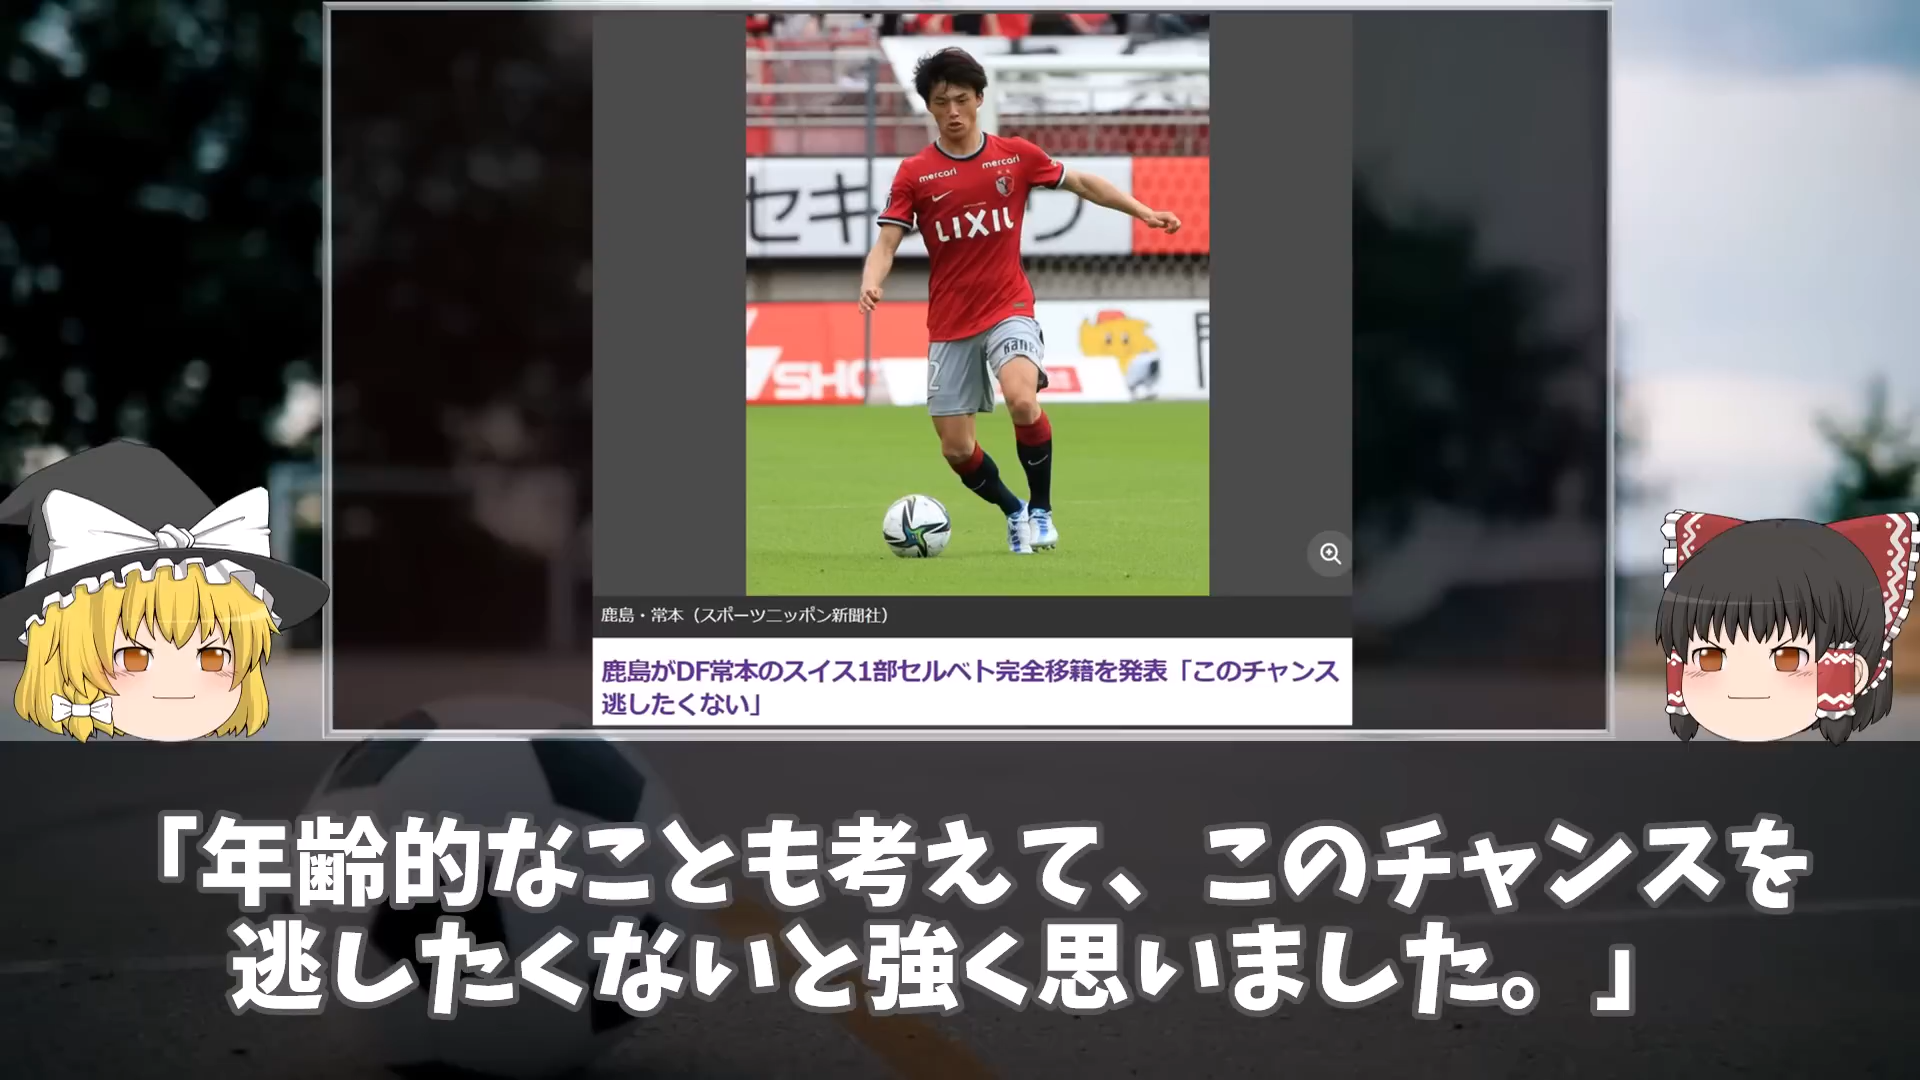 mercari
mercari
LIXIL
セキ
ウ
SHO
2
鹿島・常本（スポーツニッポン新聞社）
鹿島がDF常本のスイス1部セルベト完全移籍を発表「このチャンス
逃したくない」
「年齢的なことも考えて、このチャンスを
逃したくないと強く思いました。」